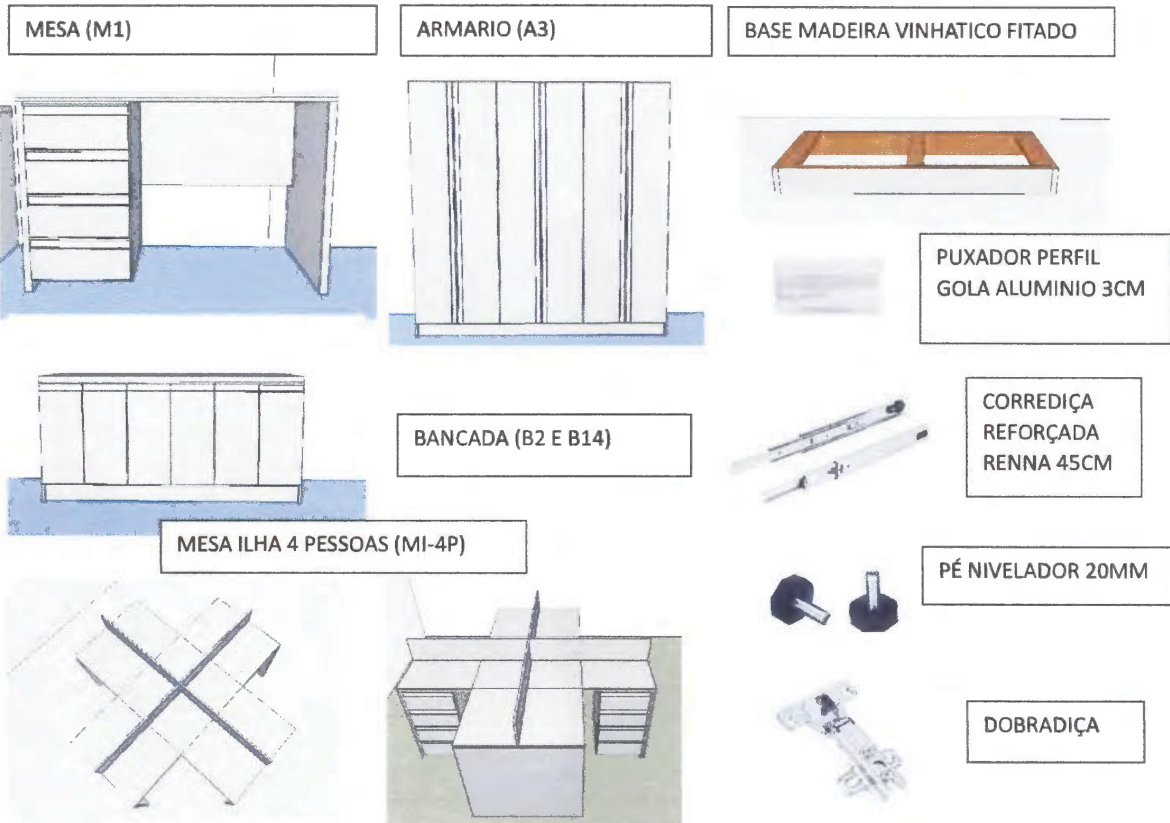 MESA (M1)
ARMARIO (A3)
BASE MADEIRA VINHATICO FITADO
PUXADOR PERFIL
GOLA ALUMINIO 3CM
BANCADA (B2 E B14)
CORREDIÇA
REFORÇADA
RENNA 45CM
MESA ILHA 4 PESSOAS (MI-4P)
PÉ NIVELADOR 20MM
DOBRADIÇA